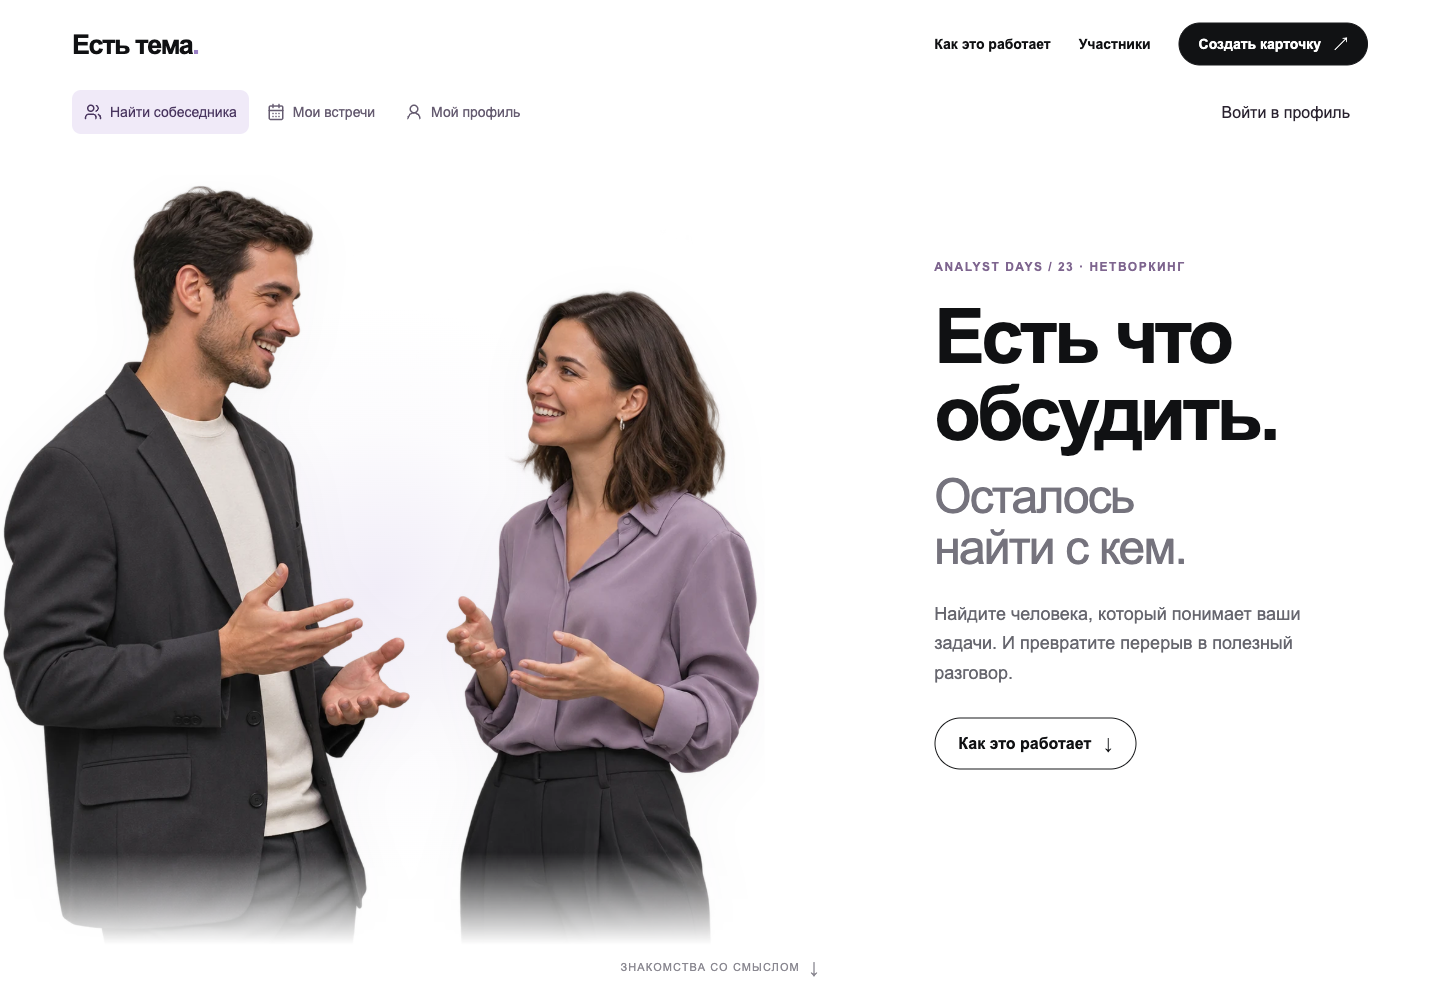 Есть тема.
Как это работает
Участники
Создать карточку ↗
Найти собеседника
Мои встречи
Мой профиль
Войти в профиль
ANALYST DAYS / 23 · НЕТВОРКИНГ
Есть что
обсудить.
Осталось
найти с кем.
Найдите человека, который понимает ваши
задачи. И превратите перерыв в полезный
разговор.
Как это работает ↓
ЗНАКОМСТВА СО СМЫСЛОМ ↓